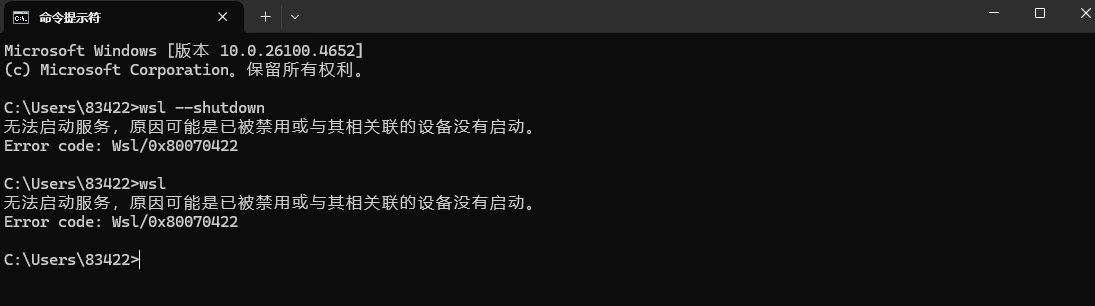 命令提示符
Microsoft Windows [版本 10.0.26100.4652]
(c) Microsoft Corporation。保留所有权利。
C:\Users\83422>wsl --shutdown
无法启动服务，原因可能是已被禁用或与其相关联的设备没有启动。
Error code: Wsl/0x80070422
C:\Users\83422>wsl
无法启动服务，原因可能是已被禁用或与其相关联的设备没有启动。
Error code: Wsl/0x80070422
C:\Users\83422>